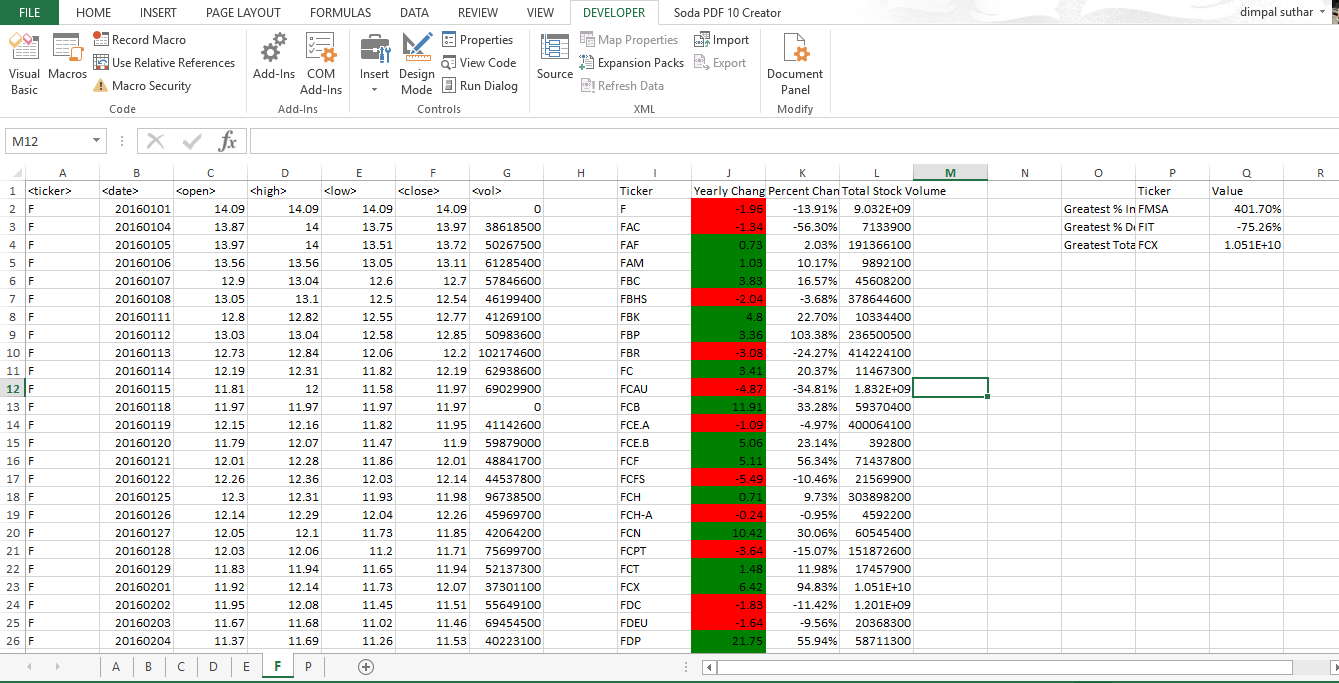 FILE HOME INSERT PAGE LAYOUT FORMULAS DATA REVIEW VIEW DEVELOPER Soda PDF 10 Creator dimpal suthar
Visual Basic Macros Record Macro Use Relative References Macro Security Add-Ins COM Add-Ins Insert Design Mode Properties View Code Run Dialog Source Map Properties Expansion Packs Refresh Data Import Export Document Panel
Code Add-Ins Controls XML Modify
M12 fx
A B C D E F G H I J K L M N O P Q R
1 <ticker> <date> <open> <high> <low> <close> <vol> Ticker Yearly Chang Percent Chan Total Stock Volume Ticker Value
2 F 20160101 14.09 14.09 14.09 14.09 0 F -1.96 -13.91% 9.032E+09 Greatest % In FMSA 401.70%
3 F 20160104 13.87 14 13.75 13.97 38618500 FAC -1.34 -56.30% 7133900 Greatest % De FIT -75.26%
4 F 20160105 13.97 14 13.51 13.72 50267500 FAF 0.73 2.03% 191366100 Greatest Tota FCX 1.051E+10
5 F 20160106 13.56 13.56 13.05 13.11 61285400 FAM 1.03 10.17% 9892100
6 F 20160107 12.9 13.04 12.6 12.7 57846600 FBC 3.83 16.57% 45608200
7 F 20160108 13.05 13.1 12.5 12.54 46199400 FBHS -2.04 -3.68% 378644600
8 F 20160111 12.8 12.82 12.55 12.77 41269100 FBK 4.8 22.70% 10334400
9 F 20160112 13.03 13.04 12.58 12.85 50983600 FBP 3.36 103.38% 236500500
10 F 20160113 12.73 12.84 12.06 12.2 102174600 FBR -3.08 -24.27% 414224100
11 F 20160114 12.19 12.31 11.82 12.19 62938600 FC 3.41 20.37% 11467300
12 F 20160115 11.81 12 11.58 11.97 69029900 FCAU -4.87 -34.81% 1.832E+09
13 F 20160118 11.97 11.97 11.97 11.97 0 FCB 11.91 33.28% 59370400
14 F 20160119 12.15 12.16 11.82 11.95 41142600 FCE.A -1.09 -4.97% 400064100
15 F 20160120 11.79 12.07 11.47 11.9 59879000 FCE.B 5.06 23.14% 392800
16 F 20160121 12.01 12.28 11.86 12.01 48841700 FCF 5.11 56.34% 71437800
17 F 20160122 12.26 12.36 12.03 12.14 44537800 FCFS -5.49 -10.46% 21569900
18 F 20160125 12.3 12.31 11.93 11.98 96738500 FCH 0.71 9.73% 303898200
19 F 20160126 12.14 12.29 12.04 12.26 45969700 FCH-A -0.24 -0.95% 4592200
20 F 20160127 12.05 12.1 11.73 11.85 42064200 FCN 10.42 30.06% 60545400
21 F 20160128 12.03 12.06 11.2 11.71 75699700 FCPT -3.64 -15.07% 151872600
22 F 20160129 11.83 11.94 11.65 11.94 52137300 FCT 1.48 11.98% 17457900
23 F 20160201 11.92 12.14 11.73 12.07 37301100 FCX 6.42 94.83% 1.051E+10
24 F 20160202 11.95 12.08 11.45 11.51 55649100 FDC -1.83 -11.42% 1.201E+09
25 F 20160203 11.67 11.68 11.02 11.46 69454500 FDEU -1.64 -9.56% 20368300
26 F 20160204 11.37 11.69 11.26 11.53 40223100 FDP 21.75 55.94% 58711300
A B C D E F P